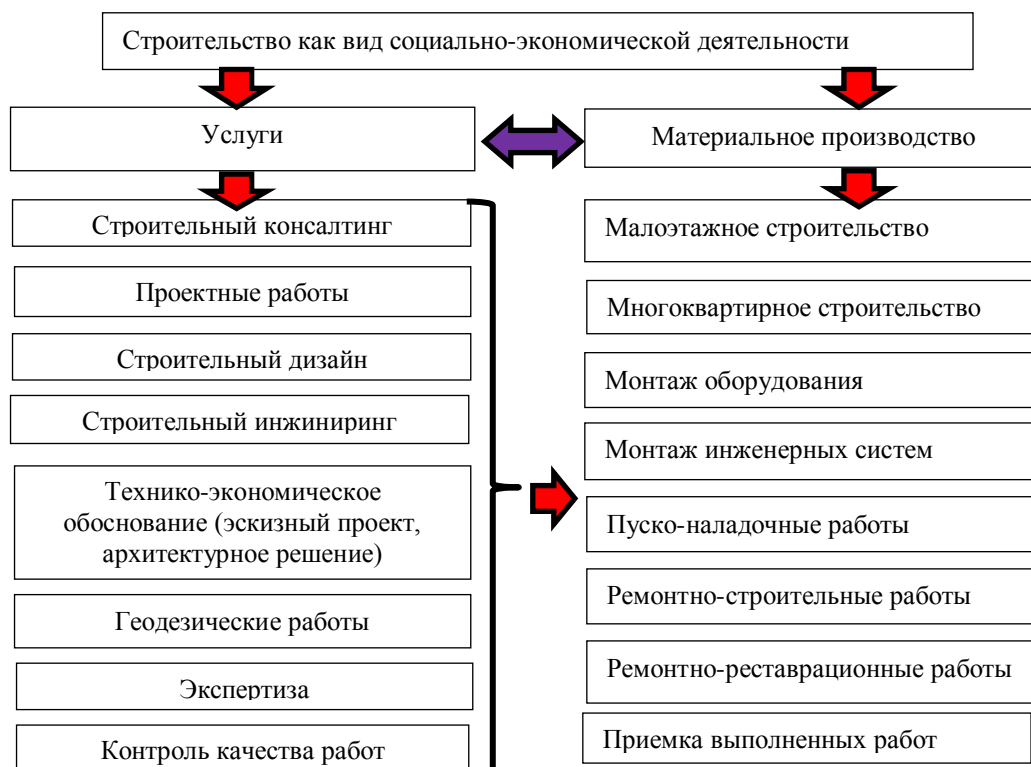 Строительство как вид социально-экономической деятельности
Услуги
Материальное производство
Строительный консалтинг
Проектные работы
Строительный дизайн
Строительный инжиниринг
Технико-экономическое
обоснование (эскизный проект,
архитектурное решение)
Геодезические работы
Экспертиза
Контроль качества работ
Малоэтажное строительство
Многоквартирное строительство
Монтаж оборудования
Монтаж инженерных систем
Пуско-наладочные работы
Ремонтно-строительные работы
Ремонтно-реставрационные работы
Приемка выполненных работ